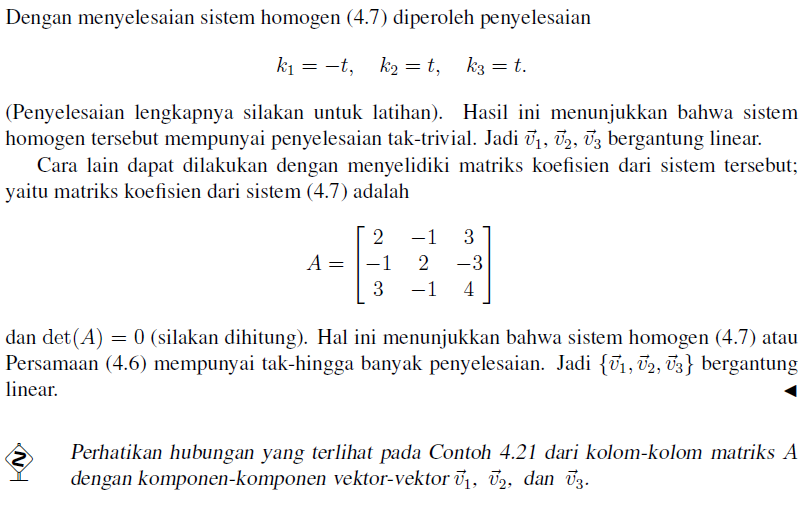 Dengan menyelesaian sistem homogen (4.7) diperoleh penyelesaian
k₁ = −t, k₂ = t, k₃ = t.
(Penyelesaian lengkapnya silakan untuk latihan). Hasil ini menunjukkan bahwa sistem
homogen tersebut mempunyai penyelesaian tak-trivial. Jadi v⃗₁, v⃗₂, v⃗₃ bergantung linear.
Cara lain dapat dilakukan dengan menyelidiki matriks koefisien dari sistem tersebut;
yaitu matriks koefisien dari sistem (4.7) adalah
2 −1 3
A = −1 2 −3
3 −1 4
dan det(A) = 0 (silakan dihitung). Hal ini menunjukkan bahwa sistem homogen (4.7) atau
Persamaan (4.6) mempunyai tak-hingga banyak penyelesaian. Jadi {v⃗₁, v⃗₂, v⃗₃} bergantung
linear. ◄
Perhatikan hubungan yang terlihat pada Contoh 4.21 dari kolom-kolom matriks A
dengan komponen-komponen vektor-vektor v⃗₁, v⃗₂, dan v⃗₃.